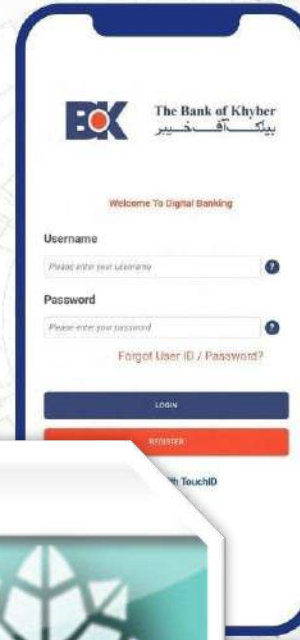 BOK
The Bank of Khyber
بینک آف خیبر
Welcome To Digital Banking
Username
Please enter your username
?
Password
Please enter your password
?
Forgot User ID / Password?
LOGIN
REGISTER
TouchID